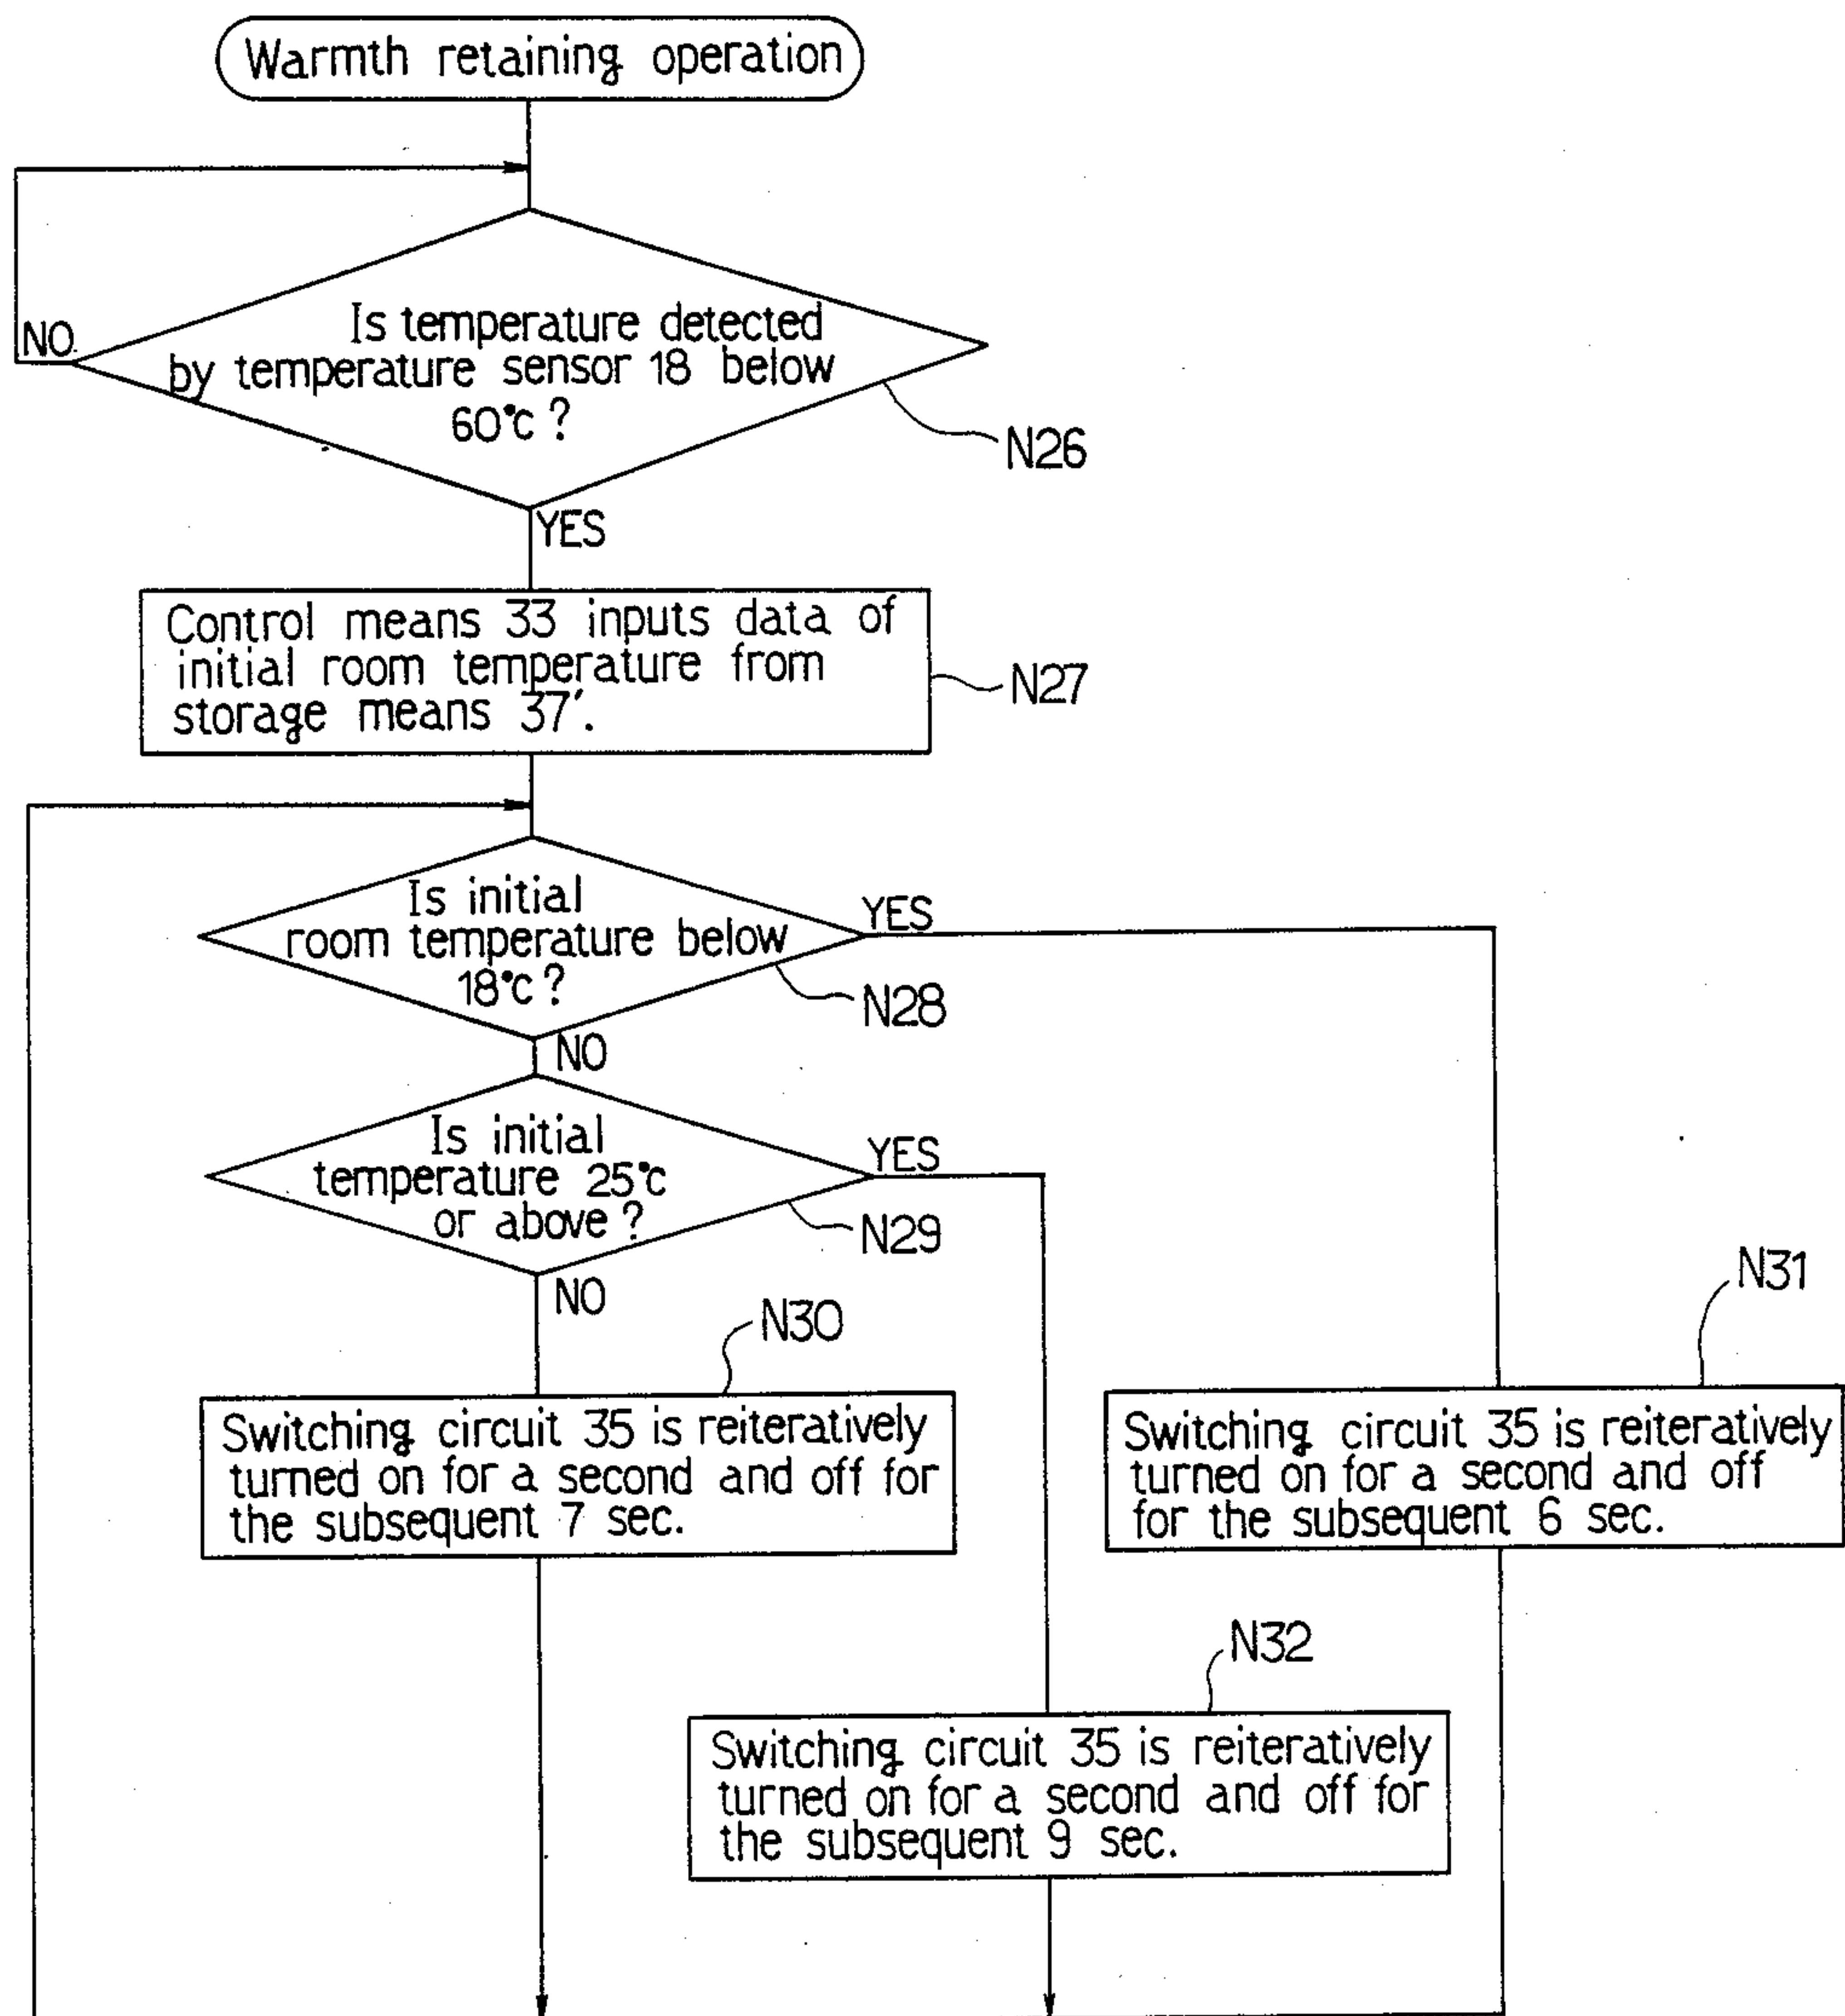 Warmth retaining operation
Is temperature detected
by temperature sensor 18 below
60°c?
NO
N26
YES
Control means 33 inputs data of
initial room temperature from
storage means 37'.
N27
Is initial
room temperature below
18°c?
YES
N28
NO
Is initial
temperature 25°c
or above?
YES
N29
NO
N30
Switching circuit 35 is reiteratively
turned on for a second and off for
the subsequent 7 sec.
N31
Switching circuit 35 is reiteratively
turned on for a second and off
for the subsequent 6 sec.
N32
Switching circuit 35 is reiteratively
turned on for a second and off for
the subsequent 9 sec.